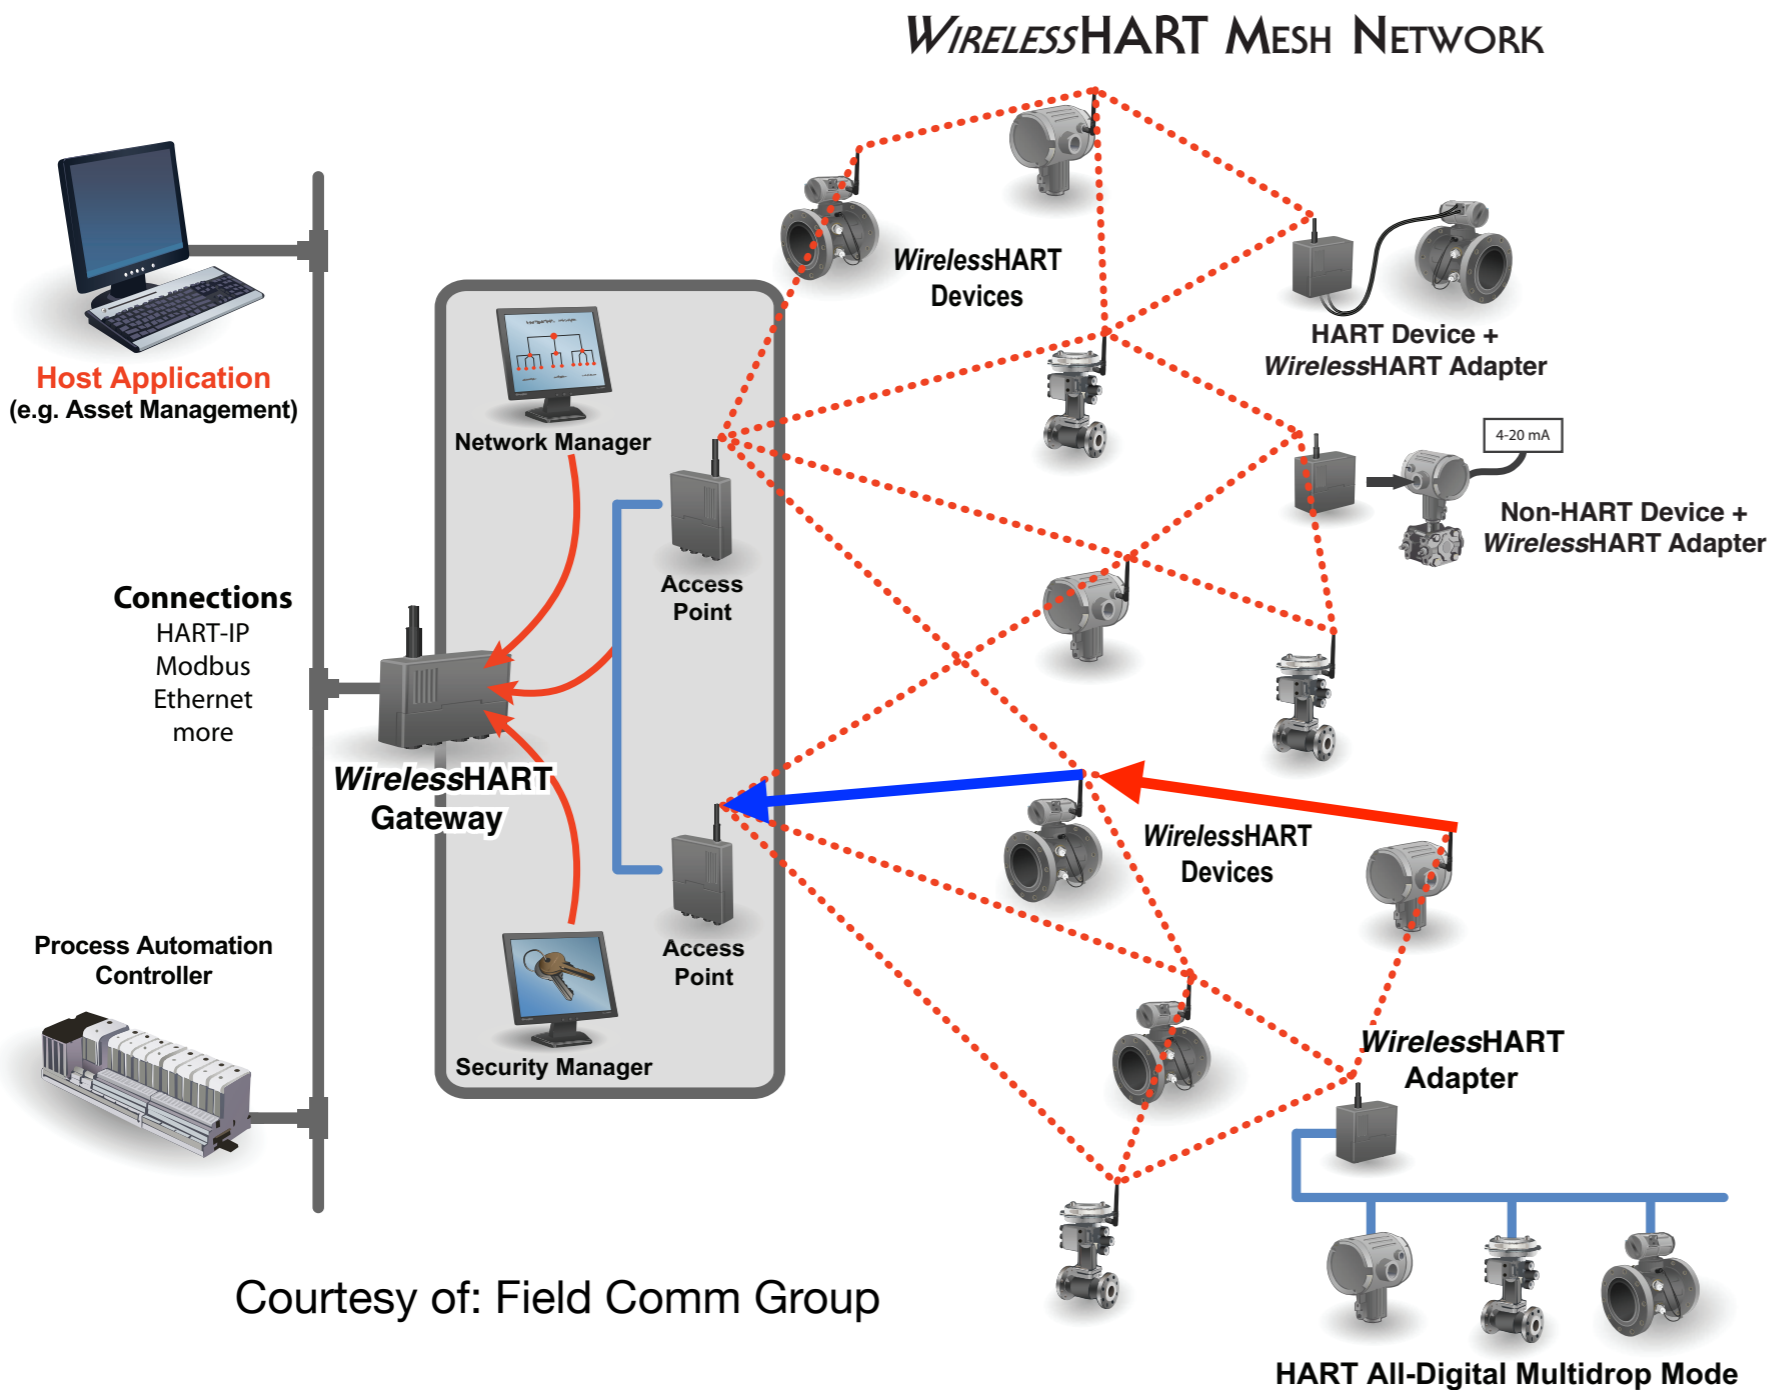 WIRELESSHART MESH NETWORK
WirelessHART
Devices
HART Device +
WirelessHART Adapter
Host Application
(e.g. Asset Management)
Network Manager
4-20 mA
Non-HART Device +
WirelessHART Adapter
Access
Point
Connections
HART-IP
Modbus
Ethernet
more
WirelessHART
Gateway
WirelessHART
Devices
Process Automation
Controller
Access
Point
Security Manager
WirelessHART
Adapter
Courtesy of: Field Comm Group
HART All-Digital Multidrop Mode